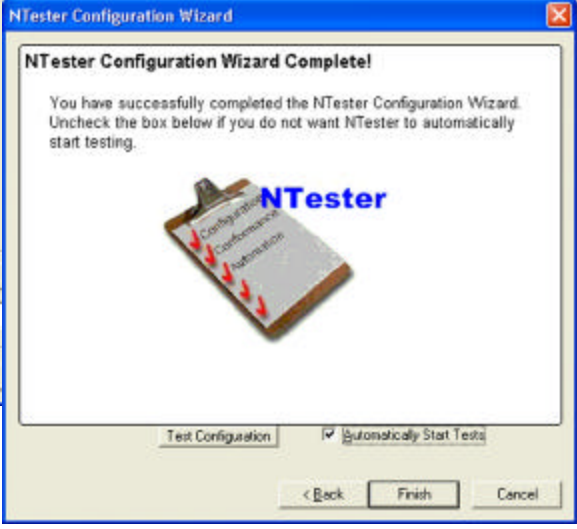 NTester Configuration Wizard
NTester Configuration Wizard Complete!
You have successfully completed the NTester Configuration Wizard.
Uncheck the box below if you do not want NTester to automatically
start testing.
NTester
Configuration
Conformance
Automation
Test Configuration
Automatically Start Tests
< Back
Finish
Cancel